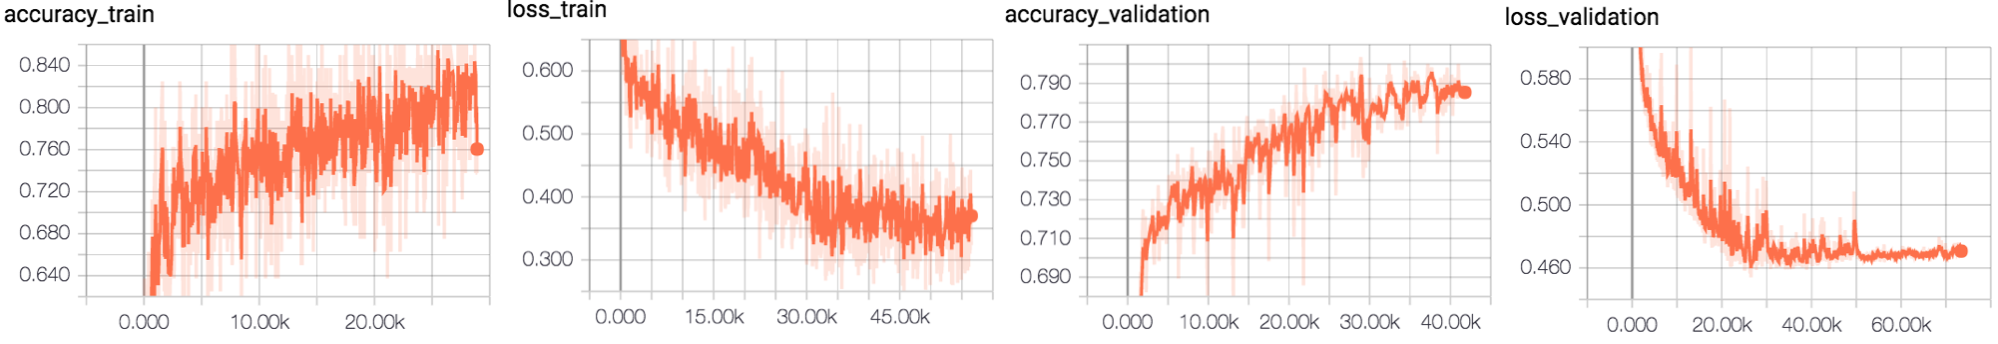 accuracy_train
0.840
0.800
0.760
0.720
0.680
0.640
0.000 10.00k 20.00k
loss_train
0.600
0.500
0.400
0.300
0.000 15.00k 30.00k 45.00k
accuracy_validation
0.790
0.770
0.750
0.730
0.710
0.690
0.000 10.00k 20.00k 30.00k 40.00k
loss_validation
0.580
0.540
0.500
0.460
0.000 20.00k 40.00k 60.00k